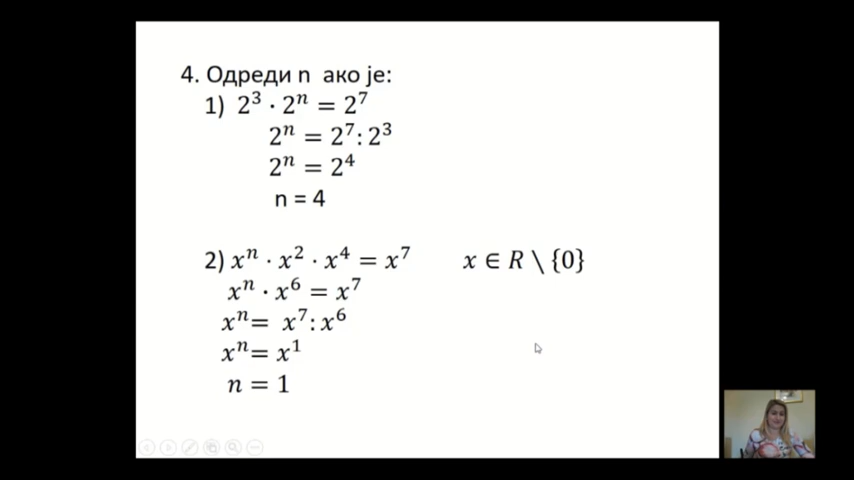 4. Одреди n ако је:
1) 2³ · 2ⁿ = 2⁷
2ⁿ = 2⁷: 2³
2ⁿ = 2⁴
n = 4
2) xⁿ · x² · x⁴ = x⁷ x ∈ R \ {0}
xⁿ · x⁶ = x⁷
xⁿ= x⁷: x⁶
xⁿ= x¹
n = 1